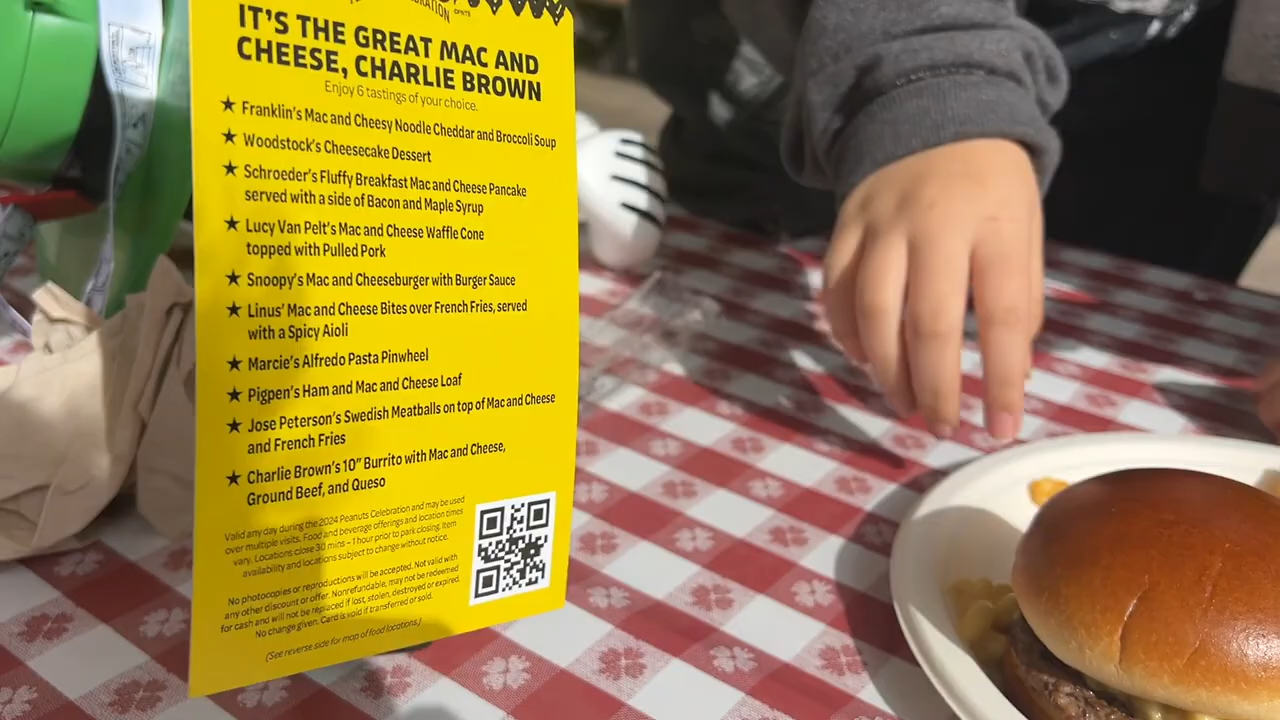 IT'S THE GREAT MAC AND
CHEESE, CHARLIE BROWN
Enjoy 6 tastings of your choice.
★ Franklin's Mac and Cheesy Noodle Cheddar and Broccoli Soup
★ Woodstock's Cheesecake Dessert
★ Schroeder's Fluffy Breakfast Mac and Cheese Pancake
served with a side of Bacon and Maple Syrup
★ Lucy Van Pelt's Mac and Cheese Waffle Cone
topped with Pulled Pork
★ Snoopy's Mac and Cheeseburger with Burger Sauce
★ Linus' Mac and Cheese Bites over French Fries, served
with a Spicy Aioli
★ Marcie's Alfredo Pasta Pinwheel
★ Pigpen's Ham and Mac and Cheese Loaf
★ Jose Peterson's Swedish Meatballs on top of Mac and Cheese
and French Fries
★ Charlie Brown's 10" Burrito with Mac and Cheese,
Ground Beef, and Queso
Valid any day during the 2024 Peanuts Celebration and may be used
over multiple visits. Food and beverage offerings and location times
vary. Locations close 30 mins - 1 hour prior to park closing. Item
availability and locations subject to change without notice.
No photocopies or reproductions will be accepted. Not valid with
any other discount or offer. Nonrefundable, may not be redeemed
for cash and will not be replaced if lost, stolen, destroyed or expired.
No change given. Card is void if transferred or sold.
(See reverse side for map of food locations.)